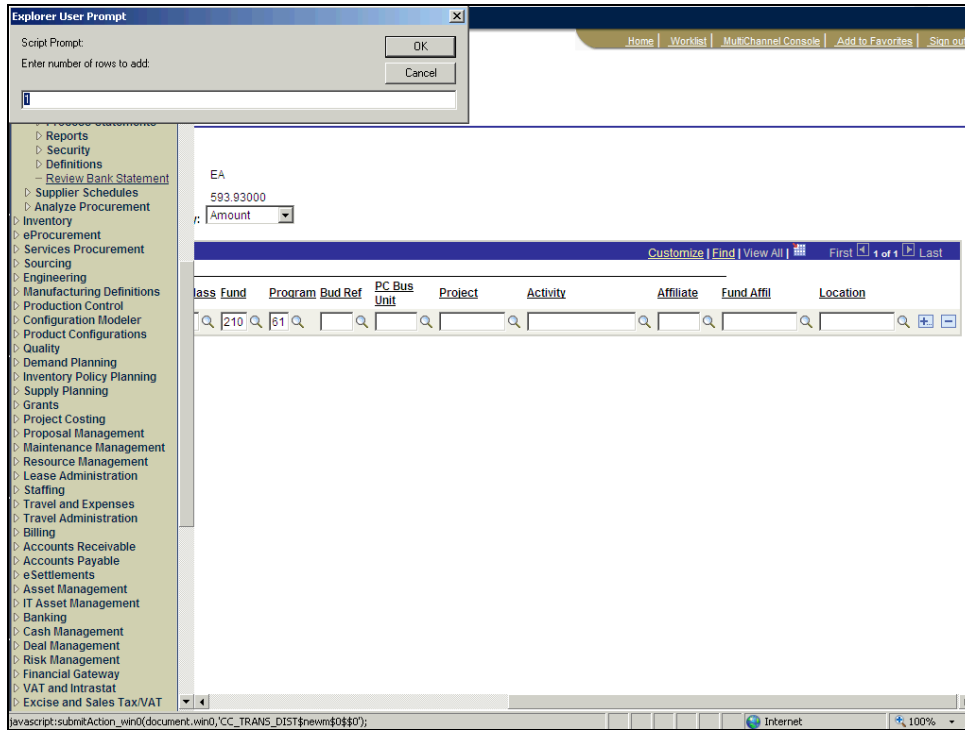 Explorer User Prompt
Script Prompt:
OK
Enter number of rows to add:
Cancel
1
Home | Worklist | MultiChannel Console | Add to Favorites | Sign out
Reports
Security
Definitions
Review Bank Statement
Supplier Schedules
Analyze Procurement
Inventory
eProcurement
Services Procurement
Sourcing
Engineering
Manufacturing Definitions
Production Control
Configuration Modeler
Product Configurations
Quality
Demand Planning
Inventory Policy Planning
Supply Planning
Grants
Project Costing
Proposal Management
Maintenance Management
Resource Management
Lease Administration
Staffing
Travel and Expenses
Travel Administration
Billing
Accounts Receivable
Accounts Payable
eSettlements
Asset Management
IT Asset Management
Banking
Cash Management
Deal Management
Risk Management
Financial Gateway
VAT and Intrastat
Excise and Sales Tax/VAT
EA
593.93000
y: Amount
Customize | Find | View All | First 1 of 1 Last
lass Fund Program Bud Ref PC Bus Unit Project Activity Affiliate Fund Affil Location
210 61
javascript:submitAction_win0(document.win0,'CC_TRANS_DIST$newm$0$$0');
Internet
100%